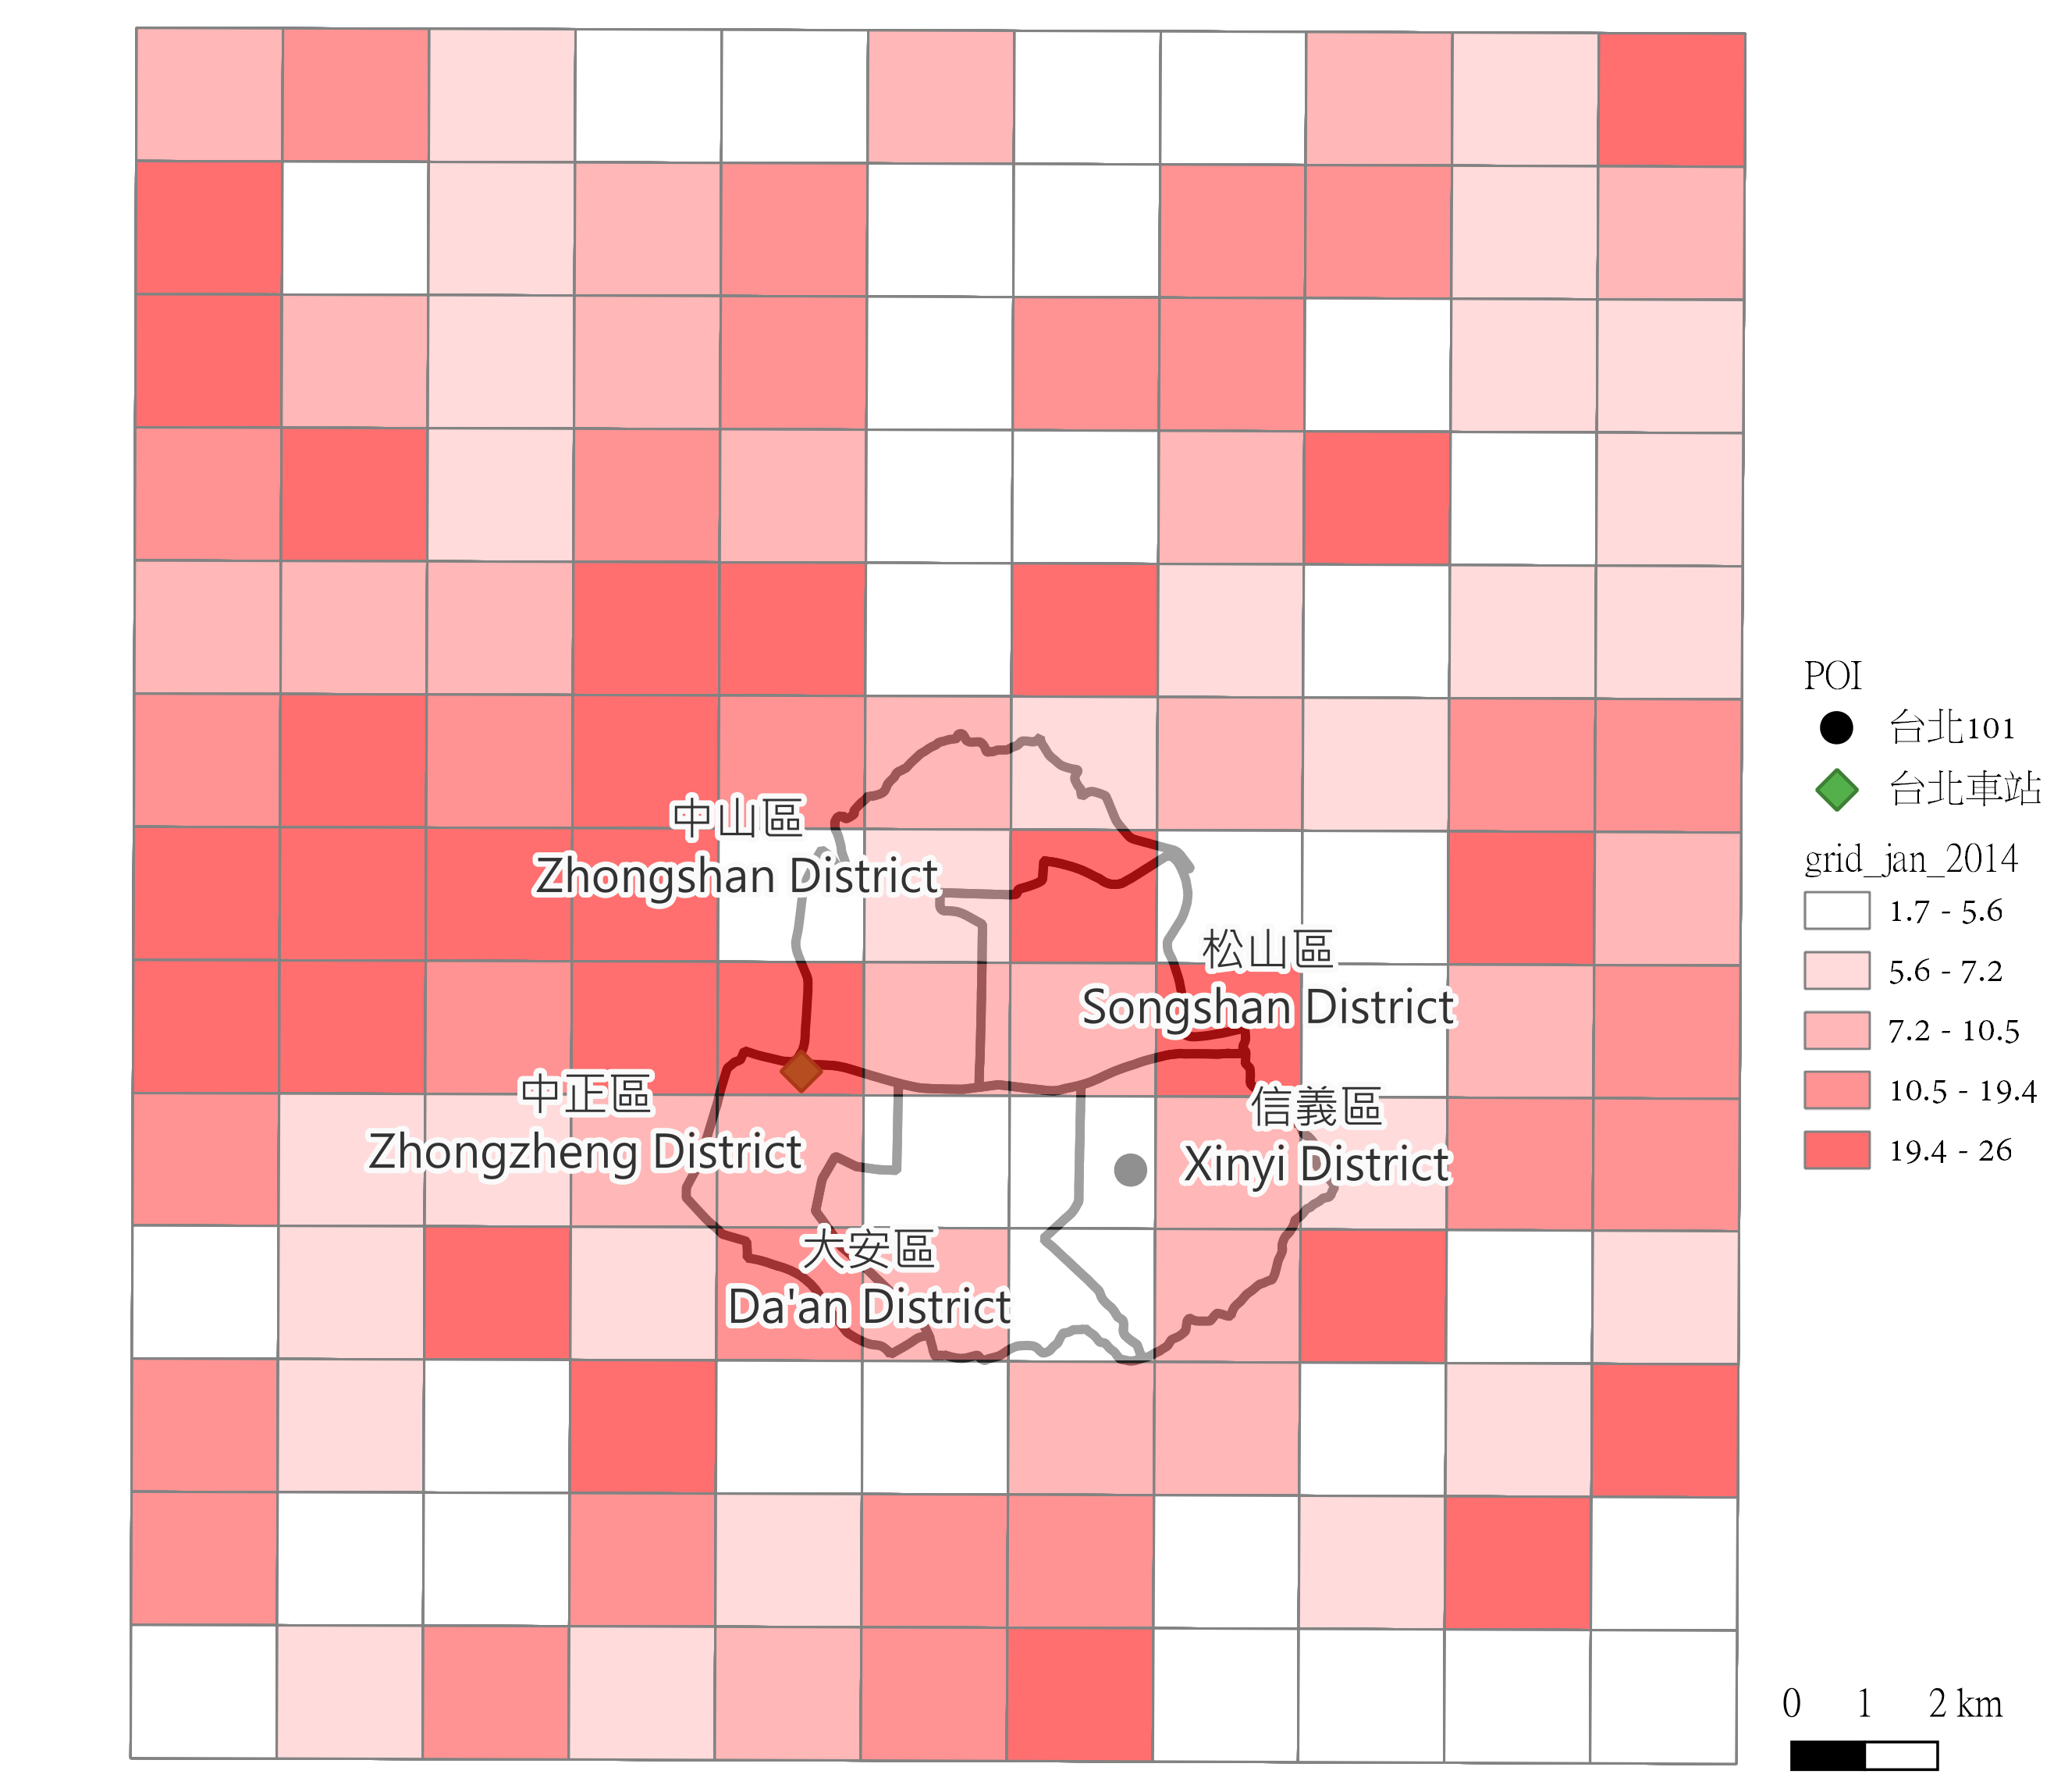 中山區
Zhongshan District
松山區
Songshan District
中正區
Zhongzheng District
信義區
Xinyi District
大安區
Da'an District
POI
台北101
台北車站
grid_jan_2014
1.7 - 5.6
5.6 - 7.2
7.2 - 10.5
10.5 - 19.4
19.4 - 26
0 1 2 km